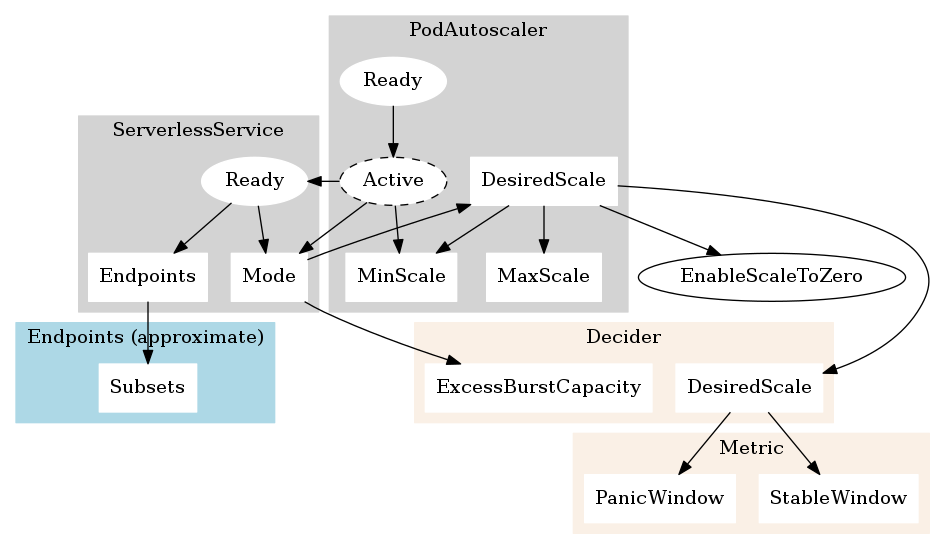 PodAutoscaler
Ready
ServerlessService
Ready
Active
DesiredScale
Endpoints
Mode
MinScale
MaxScale
EnableScaleToZero
Endpoints (approximate)
Decider
Subsets
ExcessBurstCapacity
DesiredScale
Metric
PanicWindow
StableWindow